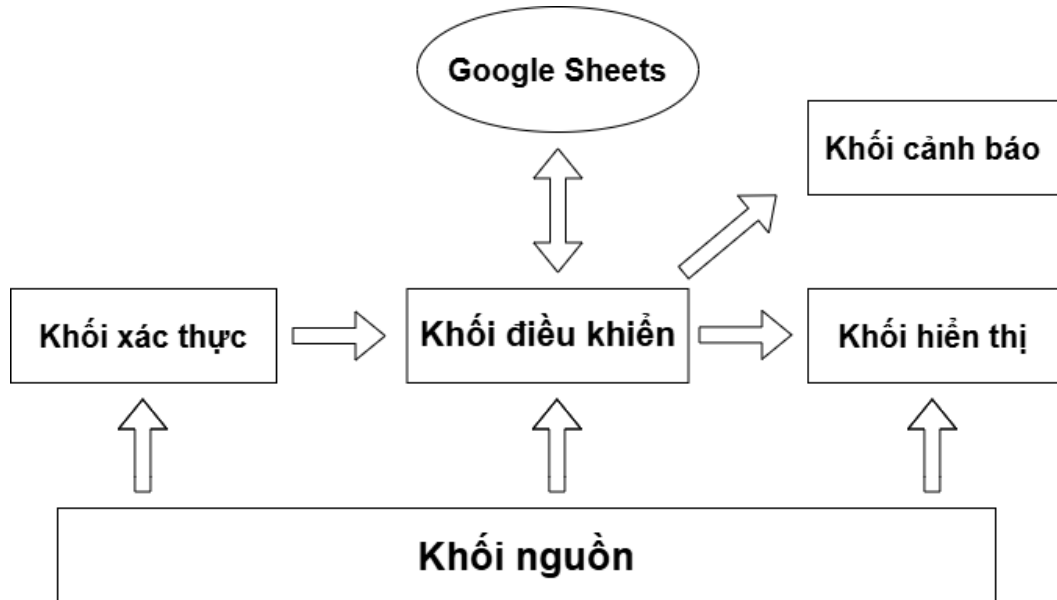 Google Sheets
Khối cảnh báo
Khối xác thực
Khối điều khiển
Khối hiển thị
Khối nguồn